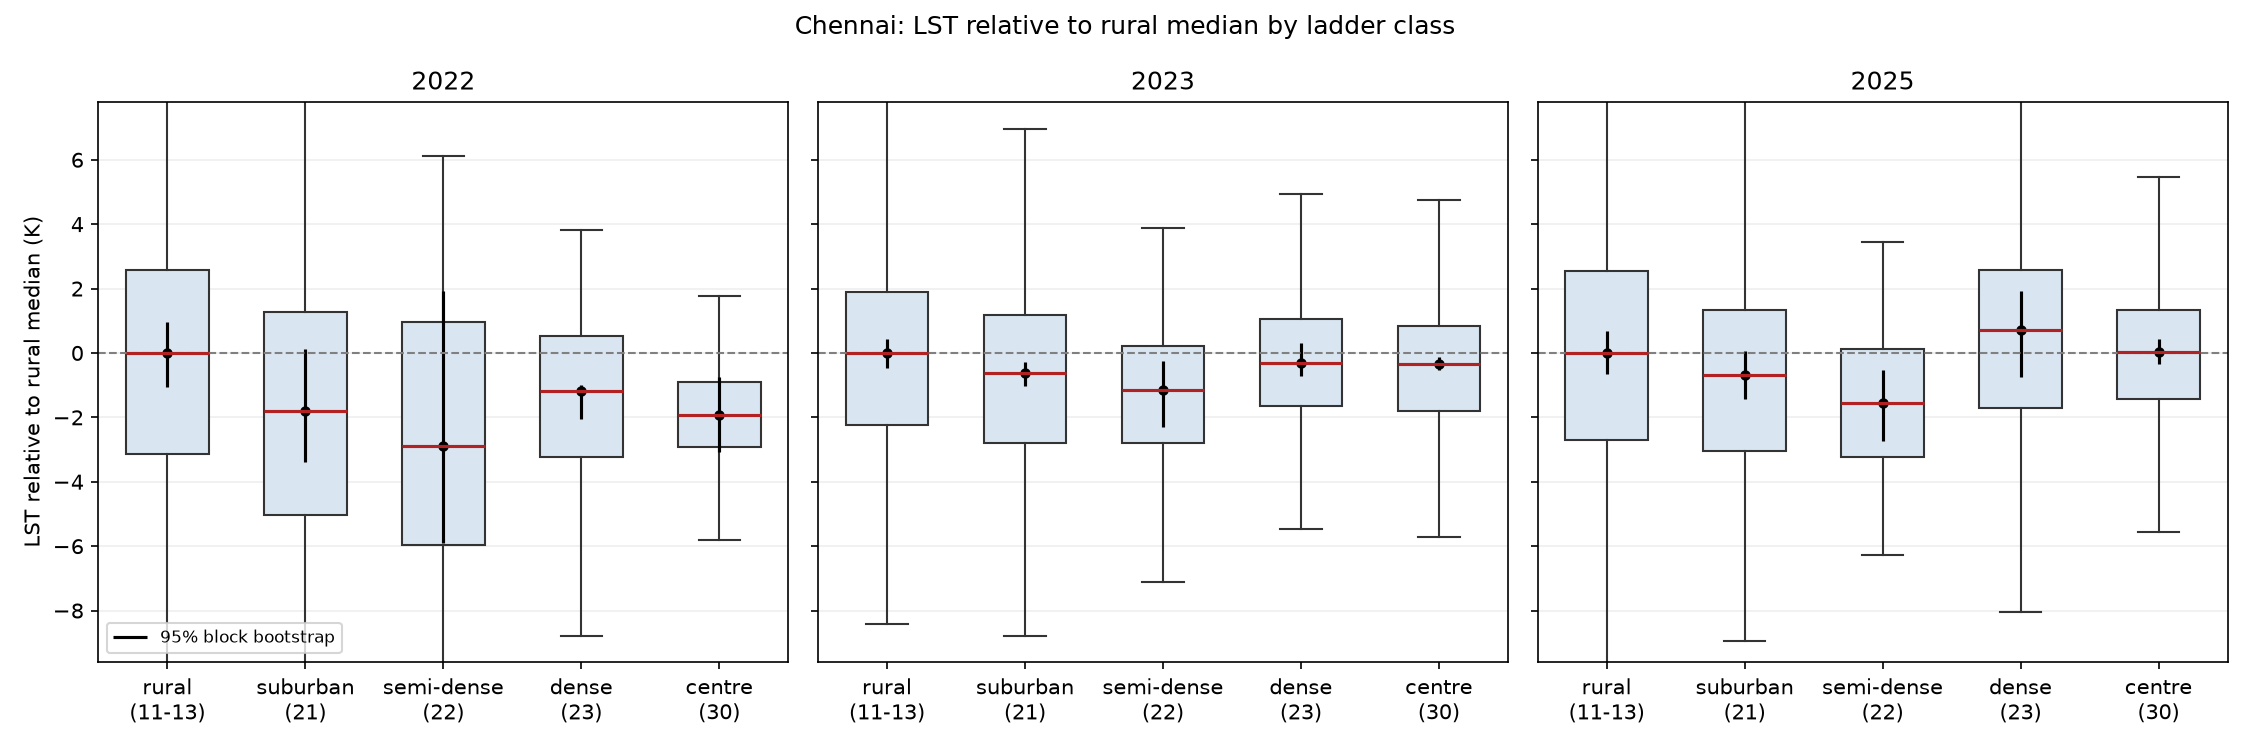 Chennai: LST relative to rural median by ladder class
2022
2023
2025
LST relative to rural median (K)
6
4
2
0
−2
−4
−6
−8
95% block bootstrap
rural
(11-13)
suburban
(21)
semi-dense
(22)
dense
(23)
centre
(30)
rural
(11-13)
suburban
(21)
semi-dense
(22)
dense
(23)
centre
(30)
rural
(11-13)
suburban
(21)
semi-dense
(22)
dense
(23)
centre
(30)